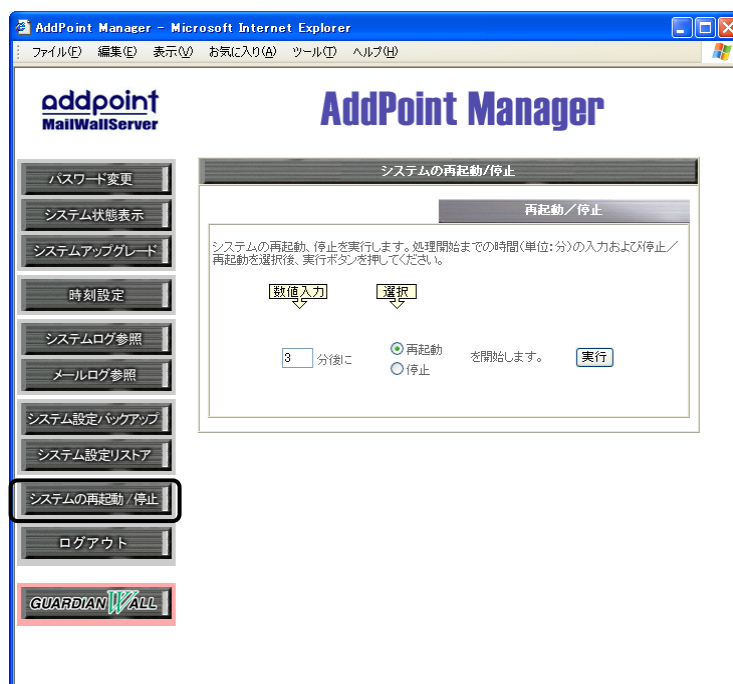 AddPoint Manager - Microsoft Internet Explorer
ファイル(F) 編集(E) 表示(V) お気に入り(A) ツール(T) ヘルプ(H)
addpoint
MailWallServer
AddPoint Manager
パスワード変更
システム状態表示
システムアップグレード
時刻設定
システムログ参照
メールログ参照
システム設定バックアップ
システム設定リストア
システムの再起動/停止
ログアウト
GUARDIAN WALL
システムの再起動/停止
再起動/停止
システムの再起動、停止を実行します。処理開始までの時間(単位:分)の入力および停止/
再起動を選択後、実行ボタンを押してください。
数値入力 選択
3 分後に 再起動 を開始します。 実行
停止